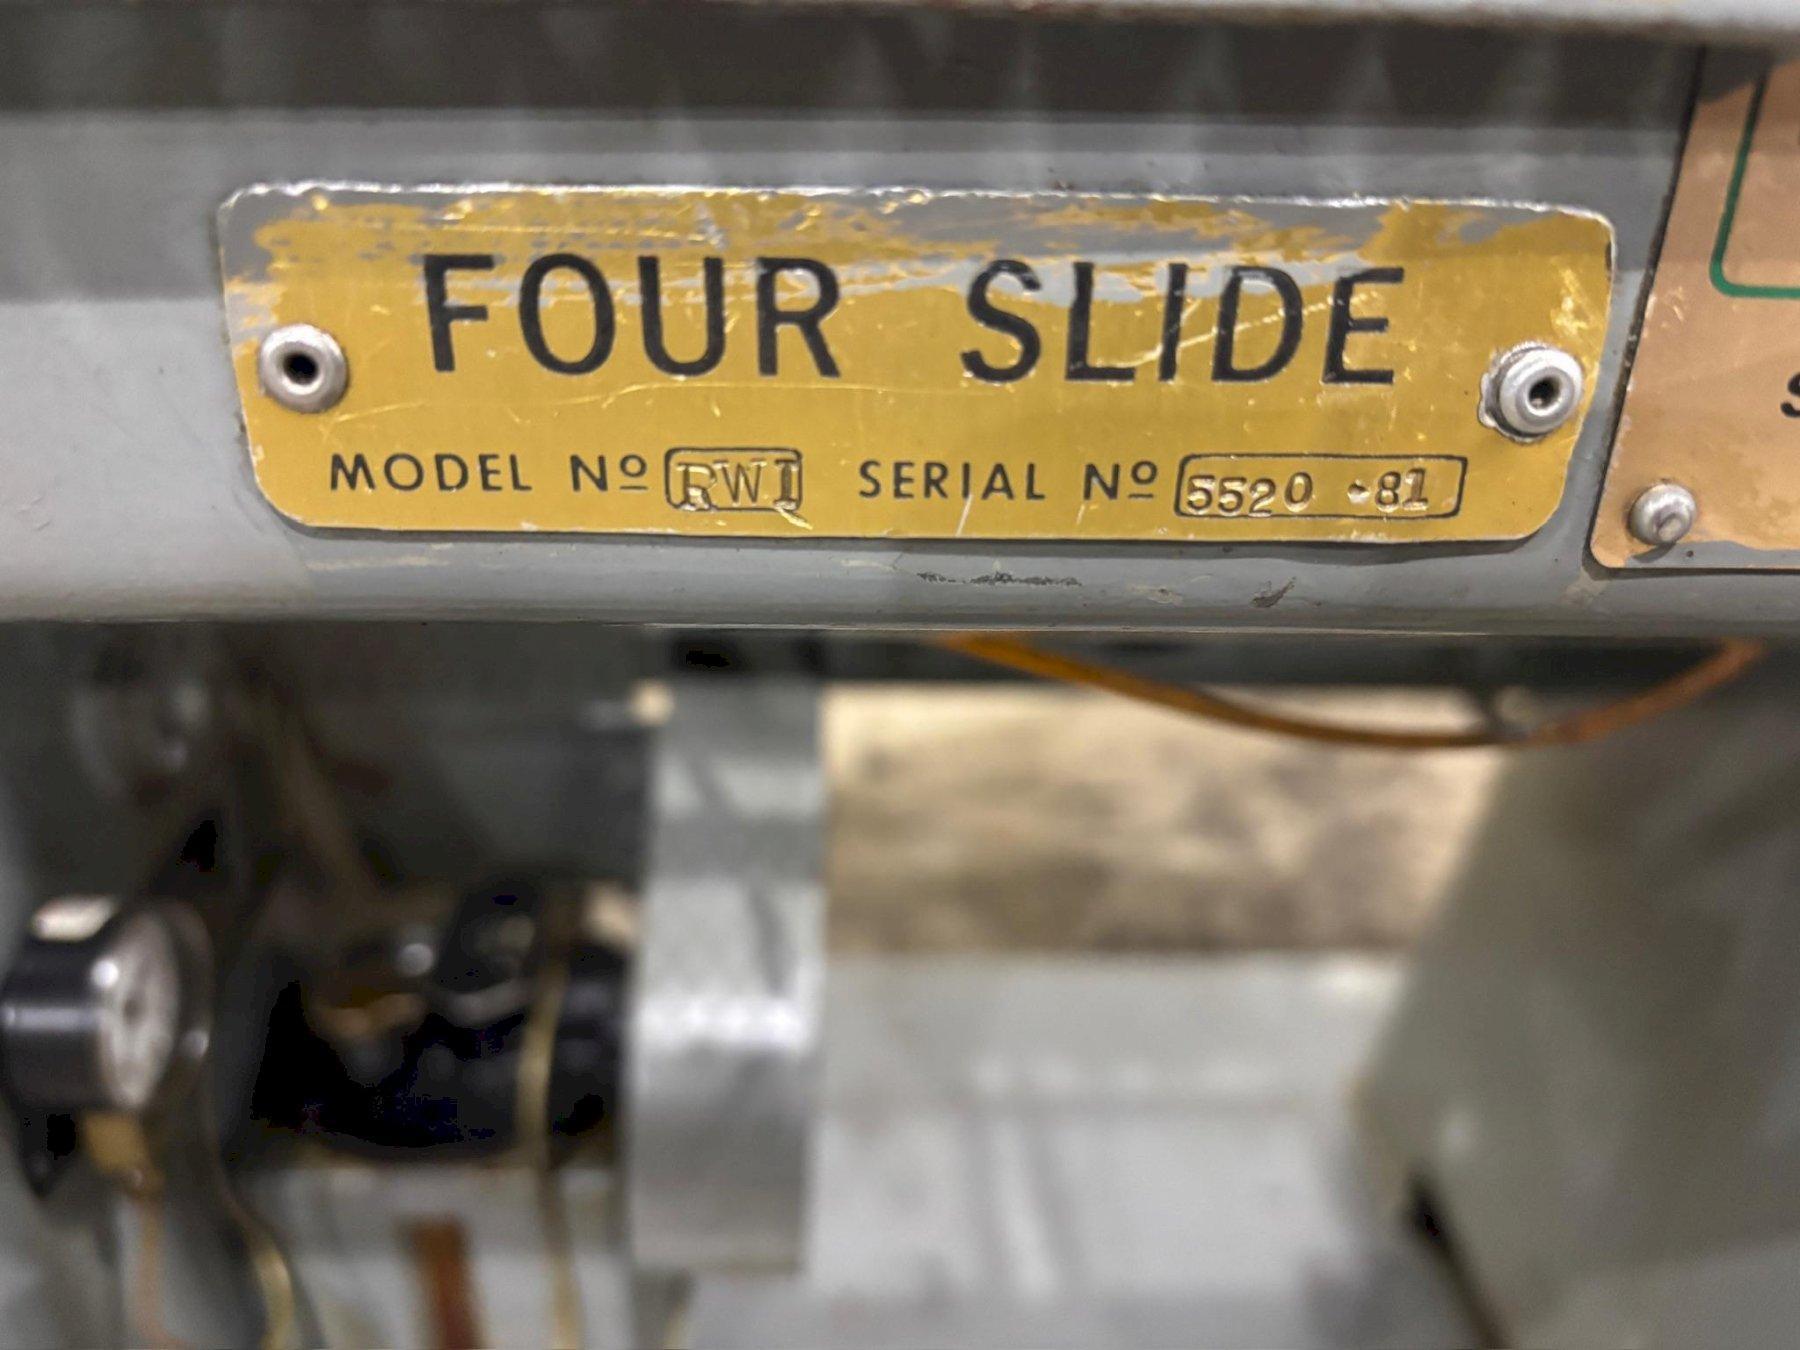 FOUR SLIDE
MODEL Nº RWI SERIAL Nº 5520 -81
S